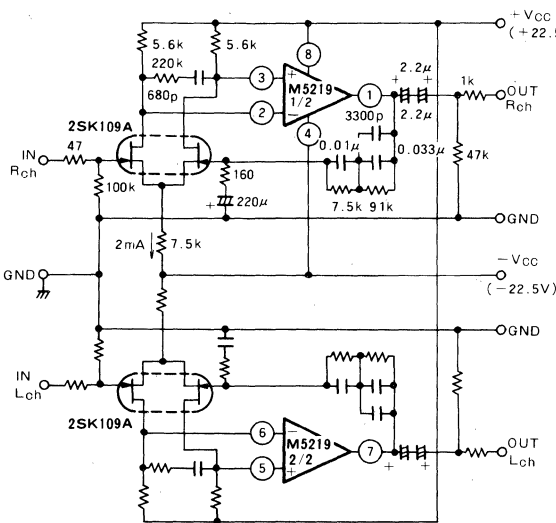 +VCC
(+22.5
5.6k
5.6k
8
220k
2.2μ
+
+
3
+
M5219
1
1k
OUT
Rch
680p
1/2
2
−
3300p
2.2μ
2SK109A
4
IN
Rch
47
0.01μ
0.033μ
47k
100k
160
+
220μ
7.5k
91k
GND
2mA
7.5k
−VCC
GND
(−22.5V)
GND
IN
Lch
2SK109A
6
−
M5219
7
OUT
Lch
5
2/2
+
+
+